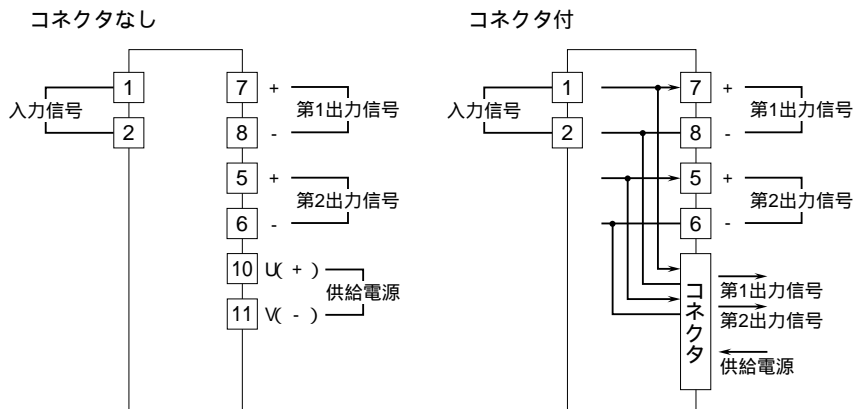 コネクタなし
1
2
入力信号
7 +
8 -
第1出力信号
5 +
6 -
第2出力信号
10 U( + )
11 V( - )
供給電源
コネクタ付
1
2
入力信号
7 +
8 -
第1出力信号
5 +
6 -
第2出力信号
コネクタ
第1出力信号
第2出力信号
供給電源